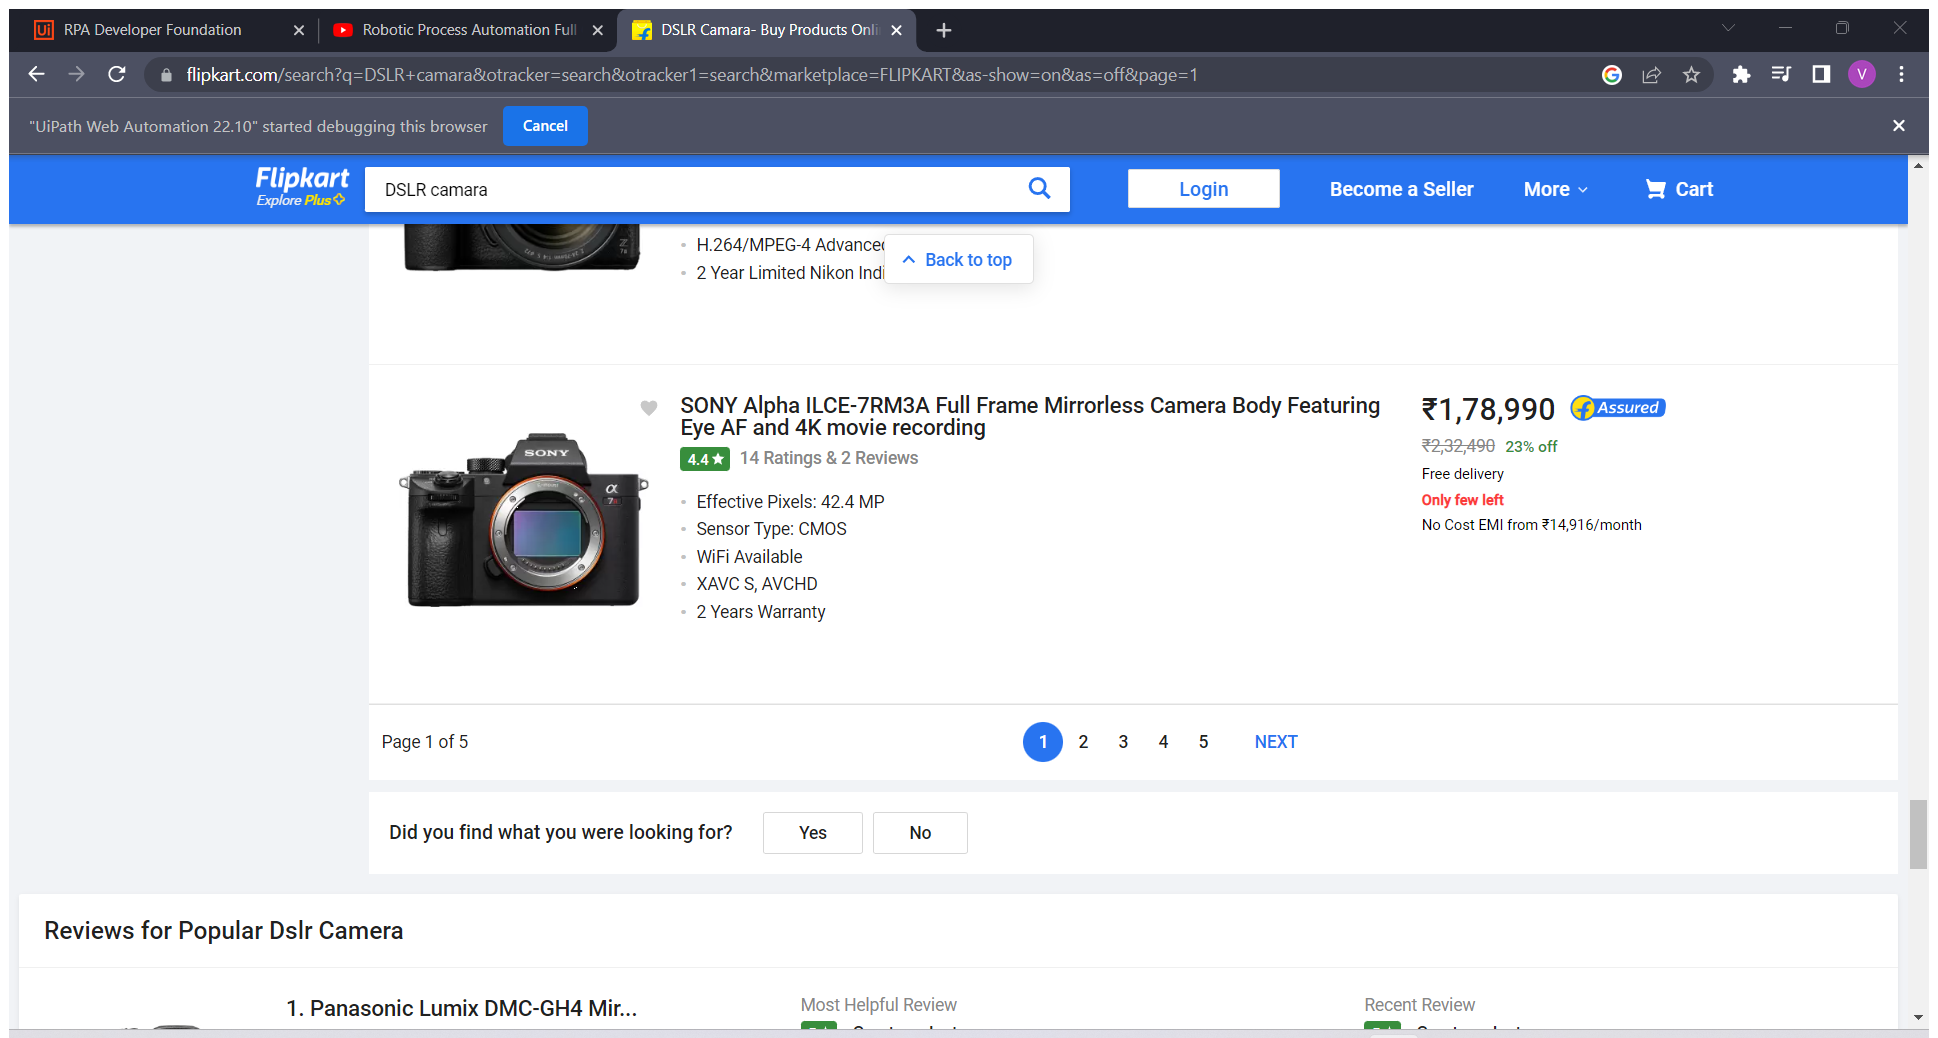 RPA Developer Foundation
Robotic Process Automation Full
DSLR Camara- Buy Products Onli
flipkart.com/search?q=DSLR+camara&otracker=search&otracker1=search&marketplace=FLIPKART&as-show=on&as=off&page=1
V
"UiPath Web Automation 22.10" started debugging this browser
Cancel
Flipkart
Explore Plus
DSLR camara
Login
Become a Seller
More
Cart
H.264/MPEG-4 Advanced
2 Year Limited Nikon Indi
Back to top
SONY Alpha ILCE-7RM3A Full Frame Mirrorless Camera Body Featuring
Eye AF and 4K movie recording
4.4★ 14 Ratings & 2 Reviews
Effective Pixels: 42.4 MP
Sensor Type: CMOS
WiFi Available
XAVC S, AVCHD
2 Years Warranty
SONY
α
₹1,78,990
Assured
₹2,32,490 23% off
Free delivery
Only few left
No Cost EMI from ₹14,916/month
Page 1 of 5
1 2 3 4 5 NEXT
Did you find what you were looking for?
Yes
No
Reviews for Popular Dslr Camera
1. Panasonic Lumix DMC-GH4 Mir...
Most Helpful Review
Recent Review